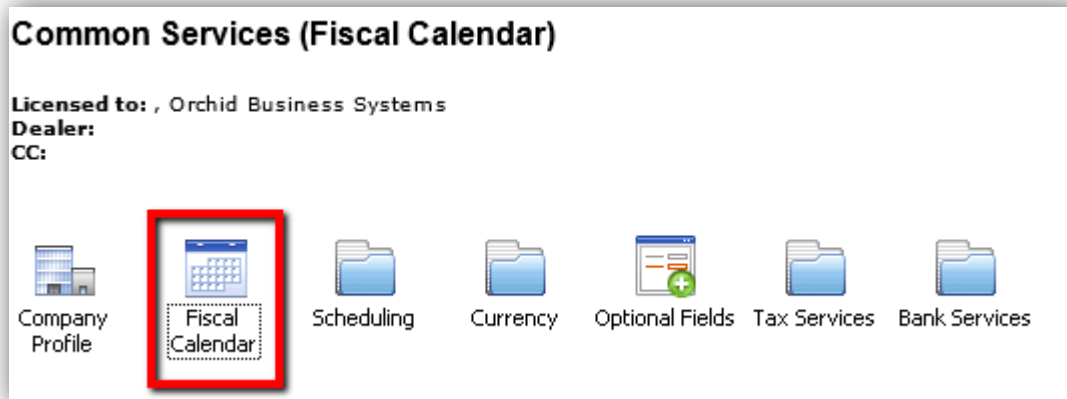 Common Services (Fiscal Calendar)
Licensed to: , Orchid Business Systems
Dealer:
CC:
Company
Profile
Fiscal
Calendar
Scheduling
Currency
Optional Fields
Tax Services
Bank Services